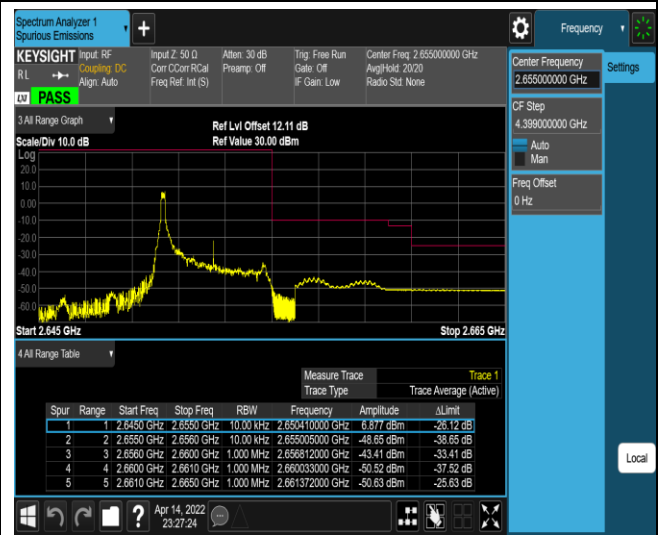 Spectrum Analyzer 1
Spurious Emissions
Frequency
KEYSIGHT Input: RF Input Z: 50 Ω Atten: 30 dB Trig: Free Run Center Freq: 2.655000000 GHz
RL Coupling: DC Corr CCorr RCal Preamp: Off Gate: Off Avg|Hold: 20/20
Align: Auto Freq Ref: Int (S) IF Gain: Low Radio Std: None
LXI PASS
3 All Range Graph
Ref Lvl Offset 12.11 dB
Scale/Div 10.0 dB Ref Value 30.00 dBm
Log
20.0
10.0
0.00
-10.0
-20.0
-30.0
-40.0
-50.0
-60.0
Start 2.645 GHz Stop 2.665 GHz
4 All Range Table
Measure Trace Trace 1
Trace Type Trace Average (Active)
Spur Range Start Freq Stop Freq RBW Frequency Amplitude ΔLimit
1 1 2.6450 GHz 2.6550 GHz 10.00 kHz 2.650410000 GHz 6.877 dBm -26.12 dB
2 2 2.6550 GHz 2.6560 GHz 10.00 kHz 2.655005000 GHz -48.65 dBm -38.65 dB
3 3 2.6560 GHz 2.6600 GHz 1.000 MHz 2.656812000 GHz -43.41 dBm -33.41 dB
4 4 2.6600 GHz 2.6610 GHz 1.000 MHz 2.660033000 GHz -50.52 dBm -37.52 dB
5 5 2.6610 GHz 2.6650 GHz 1.000 MHz 2.661372000 GHz -50.63 dBm -25.63 dB
Apr 14, 2022
23:27:24
Center Frequency
2.655000000 GHz
Settings
CF Step
4.399000000 GHz
Auto
Man
Freq Offset
0 Hz
Local